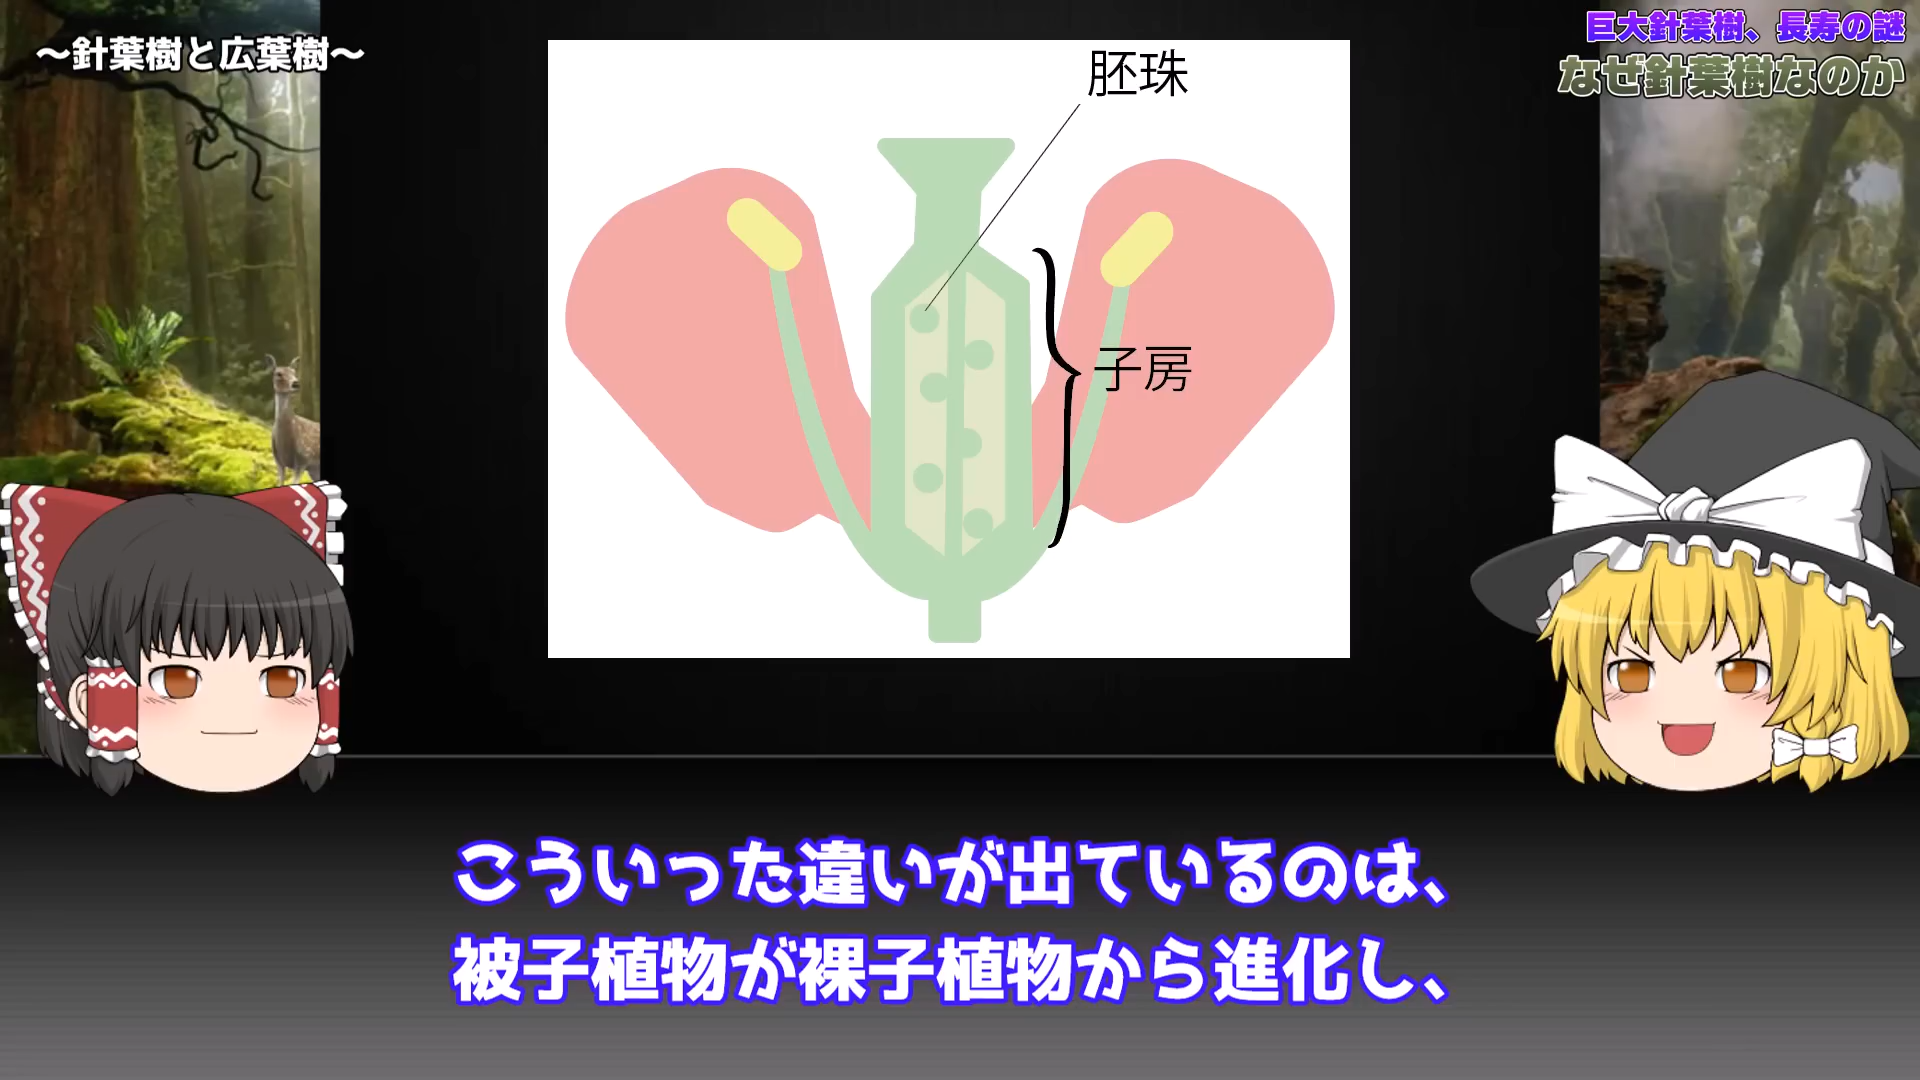 〜針葉樹と広葉樹〜
巨大針葉樹、長寿の謎
なぜ針葉樹なのか
胚珠
子房
こういった違いが出ているのは、
被子植物が裸子植物から進化し、